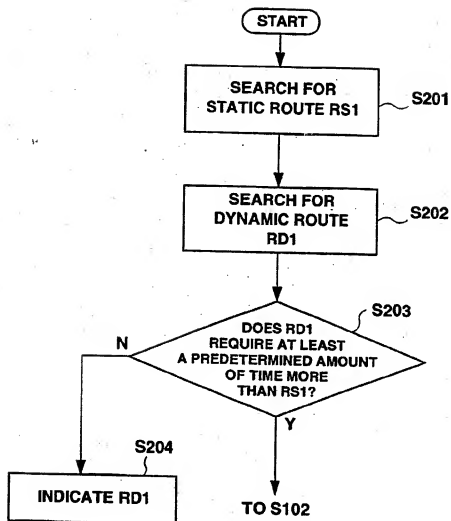 START
SEARCH FOR
STATIC ROUTE RS1
S201
SEARCH FOR
DYNAMIC ROUTE
RD1
S202
S203
DOES RD1
REQUIRE AT LEAST
A PREDETERMINED AMOUNT
OF TIME MORE
THAN RS1?
N
Y
S204
INDICATE RD1
TO S102